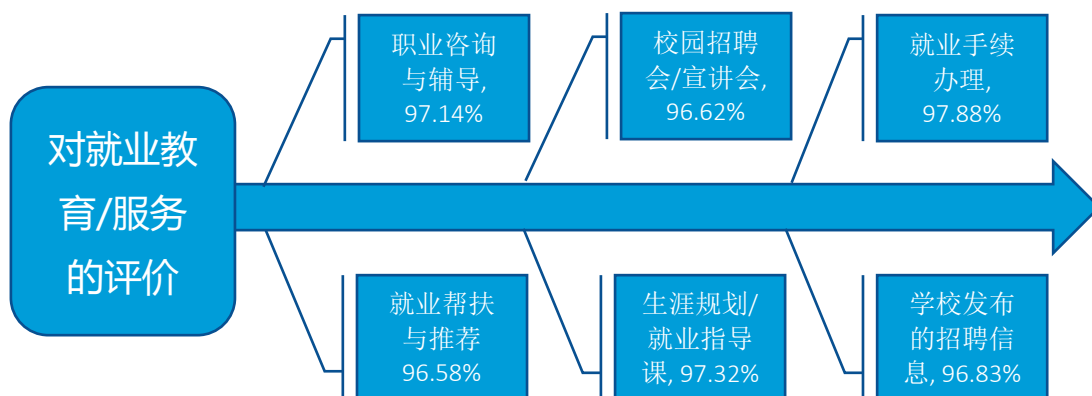 对就业教
育/服务
的评价
职业咨询
与辅导,
97.14%
校园招聘
会/宣讲会,
96.62%
就业手续
办理,
97.88%
就业帮扶
与推荐
96.58%
生涯规划/
就业指导
课, 97.32%
学校发布
的招聘信
息, 96.83%